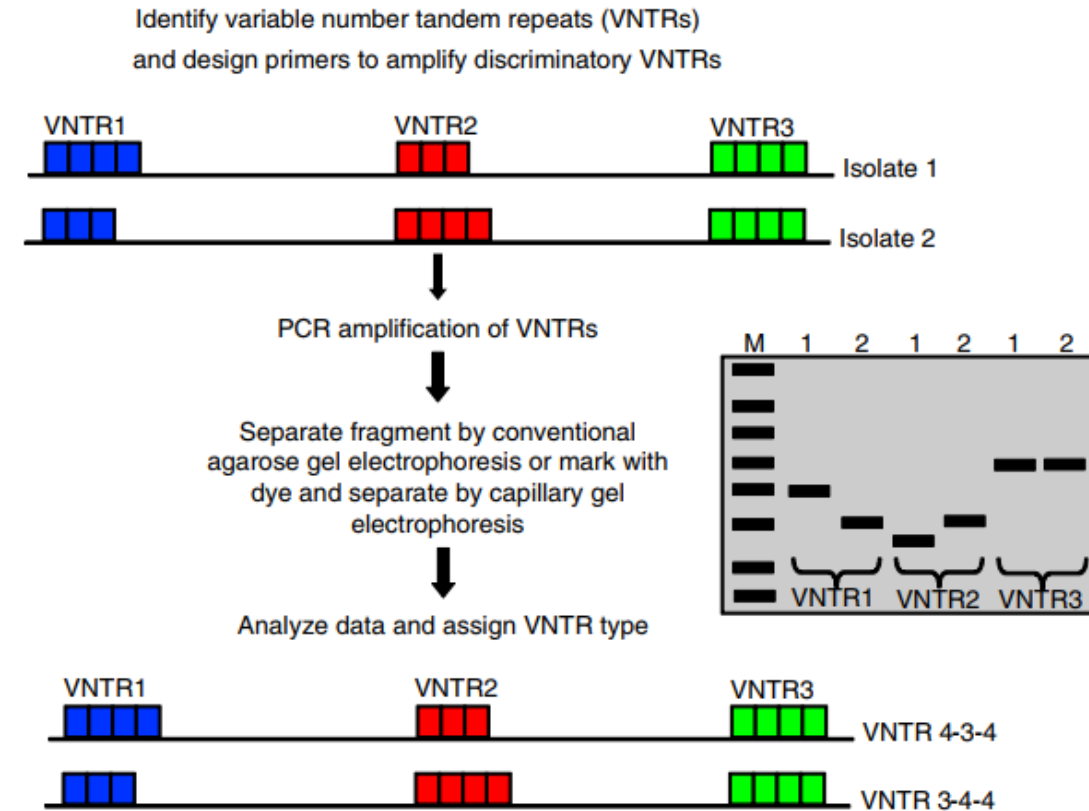 Identify variable number tandem repeats (VNTRs)
and design primers to amplify discriminatory VNTRs
VNTR1 VNTR2 VNTR3
Isolate 1
Isolate 2
PCR amplification of VNTRs
M 1 2 1 2 1 2
Separate fragment by conventional
agarose gel electrophoresis or mark with
dye and separate by capillary gel
electrophoresis
VNTR1 VNTR2 VNTR3
Analyze data and assign VNTR type
VNTR1 VNTR2 VNTR3
VNTR 4-3-4
VNTR 3-4-4